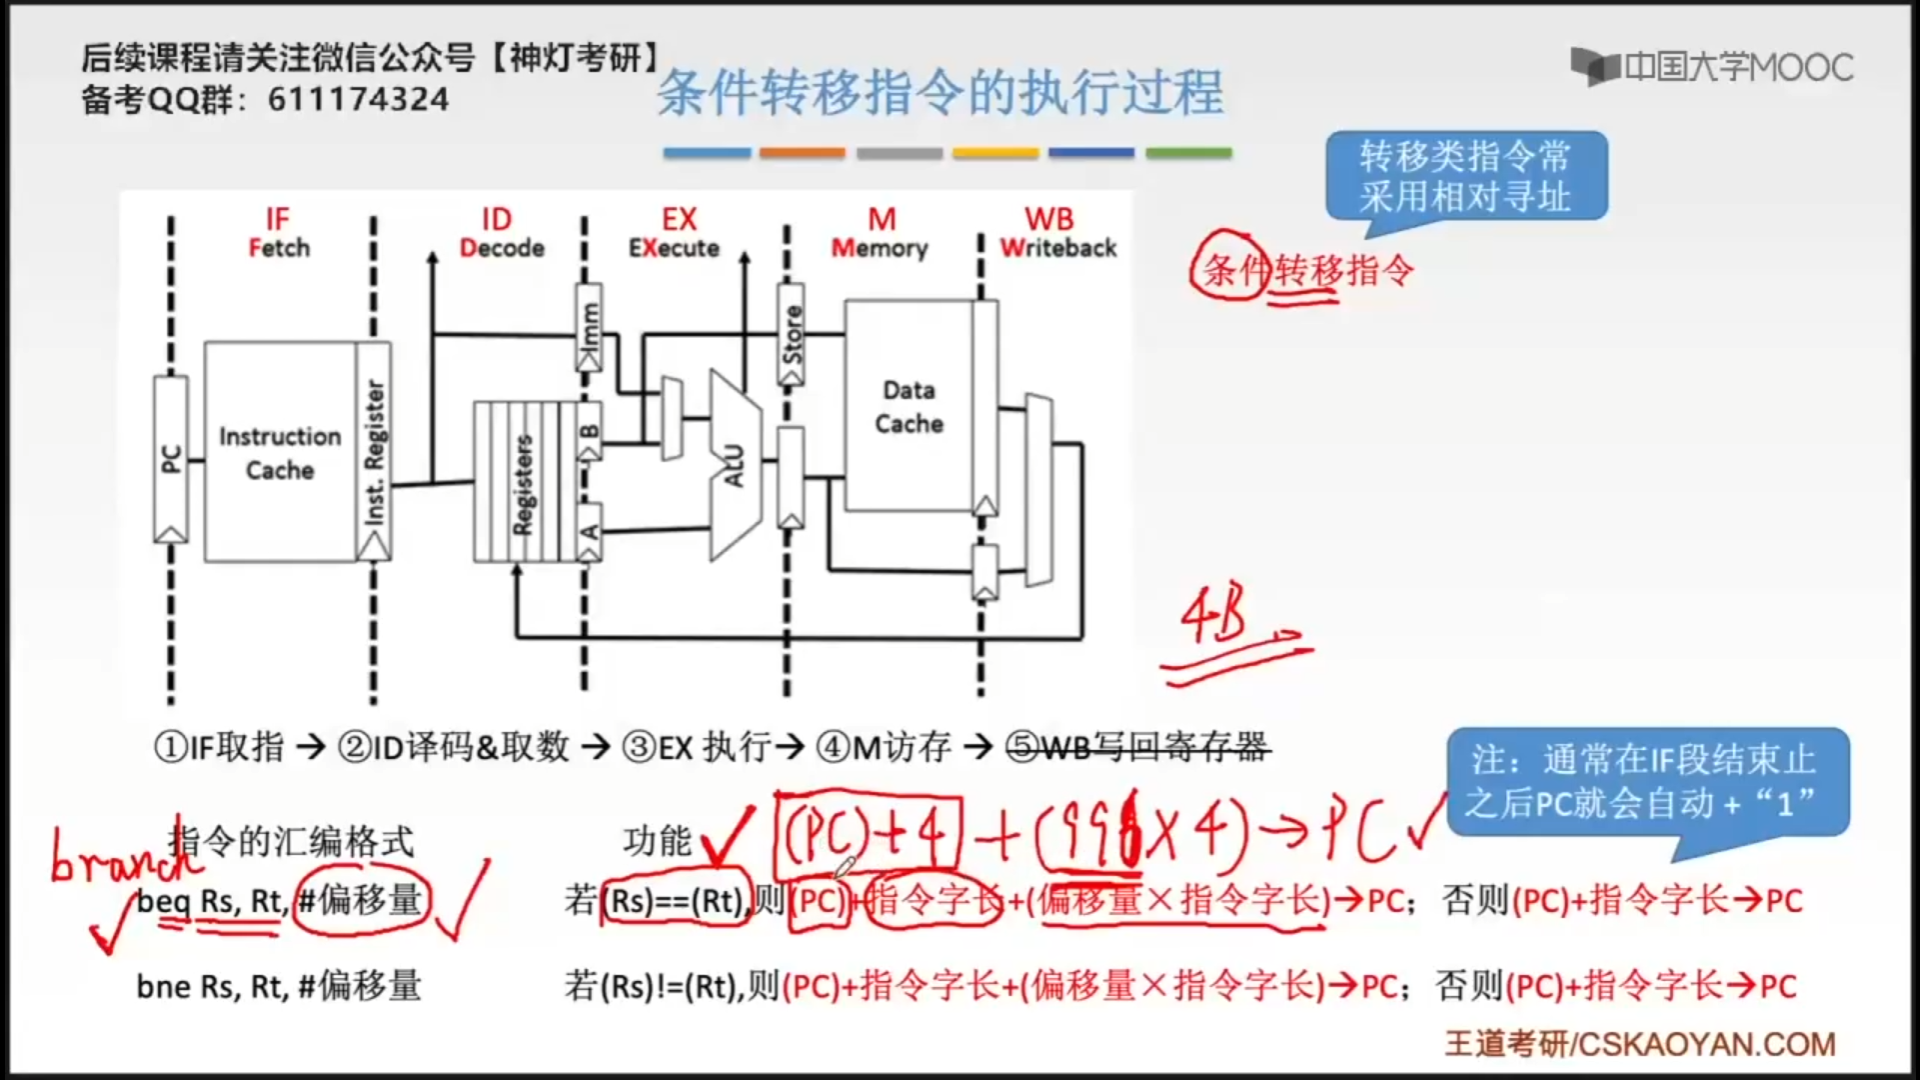 后续课程请关注微信公众号【神灯考研】
备考QQ群：611174324
中国大学MOOC
条件转移指令的执行过程
转移类指令常
采用相对寻址
条件转移指令
IF
Fetch
ID
Decode
EX
EXecute
M
Memory
WB
Writeback
PC
Instruction
Cache
Inst. Register
Registers
Imm
B
A
ALU
Store
Data
Cache
4B
①IF取指 → ②ID译码&取数 → ③EX 执行→ ④M访存 → ⑤WB写回寄存器
注：通常在IF段结束止
之后PC就会自动 + “1”
branch
指令的汇编格式
功能
(PC)+4 + (99 ×4)→PC
beq Rs, Rt, #偏移量
若(Rs)==(Rt),则(PC)+指令字长+(偏移量×指令字长)→PC；否则(PC)+指令字长→PC
bne Rs, Rt, #偏移量
若(Rs)!=(Rt),则(PC)+指令字长+(偏移量×指令字长)→PC；否则(PC)+指令字长→PC
王道考研/CSKAOYAN.COM